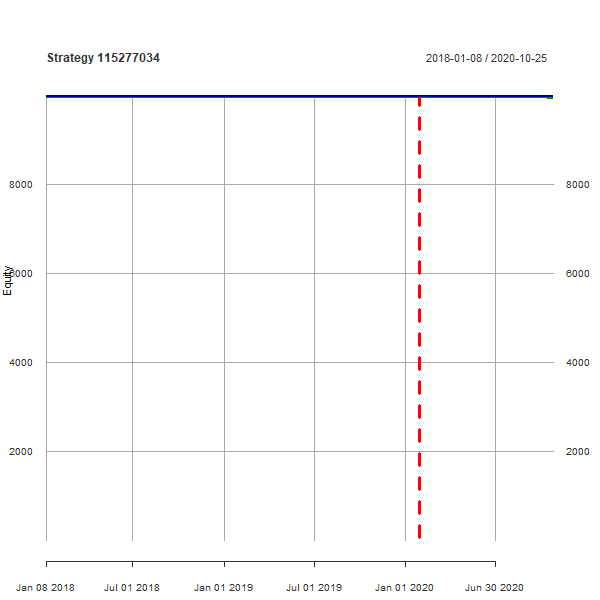 Strategy 115277034
2018-01-08 / 2020-10-25
8000
8000
Equity
6000
6000
4000
4000
2000
2000
Jan 08 2018
Jul 01 2018
Jan 01 2019
Jul 01 2019
Jan 01 2020
Jun 30 2020